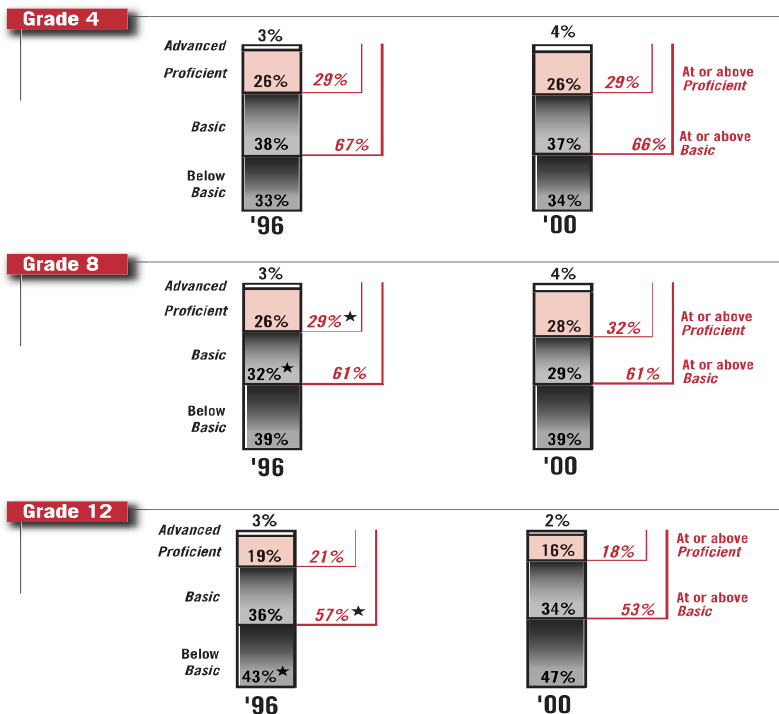 Grade 4
3%
4%
Advanced
Proficient
26% 29%
26% 29%
At or above
Proficient
Basic
38% 67%
37% 66%
At or above
Basic
Below
Basic
33%
34%
'96
'00
Grade 8
3%
4%
Advanced
Proficient
26% 29%★
28% 32%
At or above
Proficient
Basic
32%★ 61%
29% 61%
At or above
Basic
Below
Basic
39%
39%
'96
'00
Grade 12
3%
2%
Advanced
Proficient
19% 21%
16% 18%
At or above
Proficient
Basic
36% 57%★
34% 53%
At or above
Basic
Below
Basic
43%★
47%
'96
'00